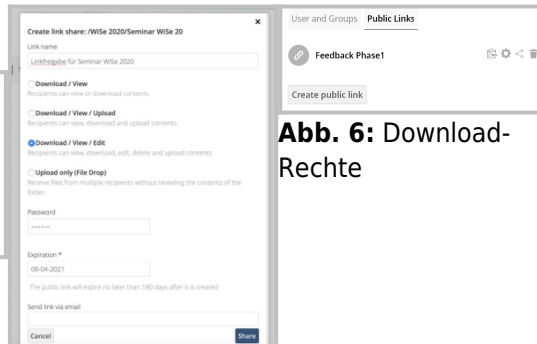 Create link share: /WiSe 2020/Seminar WiSe 20
Link name
Linkfreigabe für Seminar WiSe 2020
Download / View
Recipients can view or download contents.
Download / View / Upload
Recipients can view, download and upload contents.
Download / View / Edit
Recipients can view, download, edit, delete and upload contents.
Upload only (File Drop)
Receive files from multiple recipients without revealing the contents of the
folder.
Password
••••••••
Expiration *
09-04-2021
The public link will expire no later than 180 days after it is created
Send link via email
Cancel
Share
User and Groups
Public Links
Feedback Phase1
Create public link
Abb. 6: Download-
Rechte